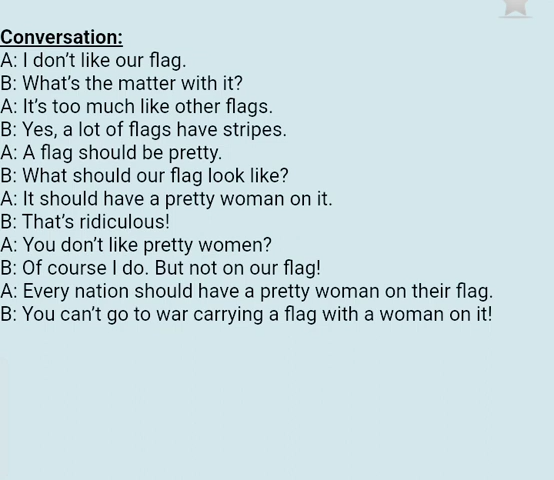 Conversation:
A: I don’t like our flag.
B: What’s the matter with it?
A: It’s too much like other flags.
B: Yes, a lot of flags have stripes.
A: A flag should be pretty.
B: What should our flag look like?
A: It should have a pretty woman on it.
B: That’s ridiculous!
A: You don’t like pretty women?
B: Of course I do. But not on our flag!
A: Every nation should have a pretty woman on their flag.
B: You can’t go to war carrying a flag with a woman on it!